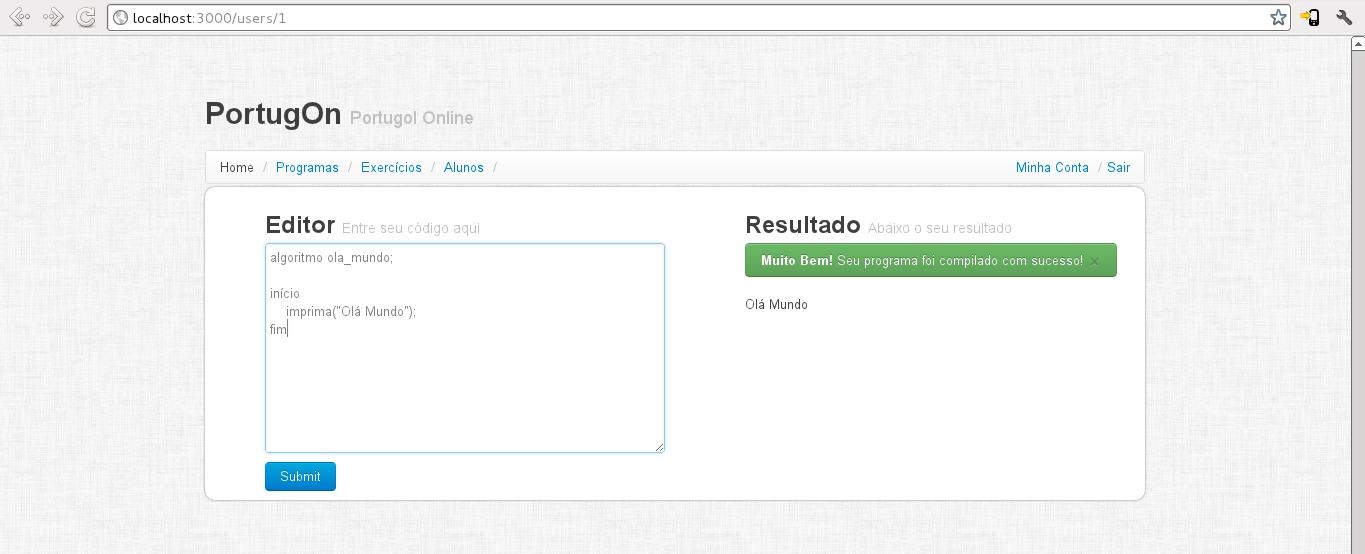 localhost:3000/users/1
PortugOn Portugol Online
Home / Programas / Exercícios / Alunos / Minha Conta / Sair
Editor Entre seu código aqui
algoritmo ola_mundo;
início
imprima("Olá Mundo");
fim
Submit
Resultado Abaixo o seu resultado
Muito Bem! Seu programa foi compilado com sucesso! ×
Olá Mundo